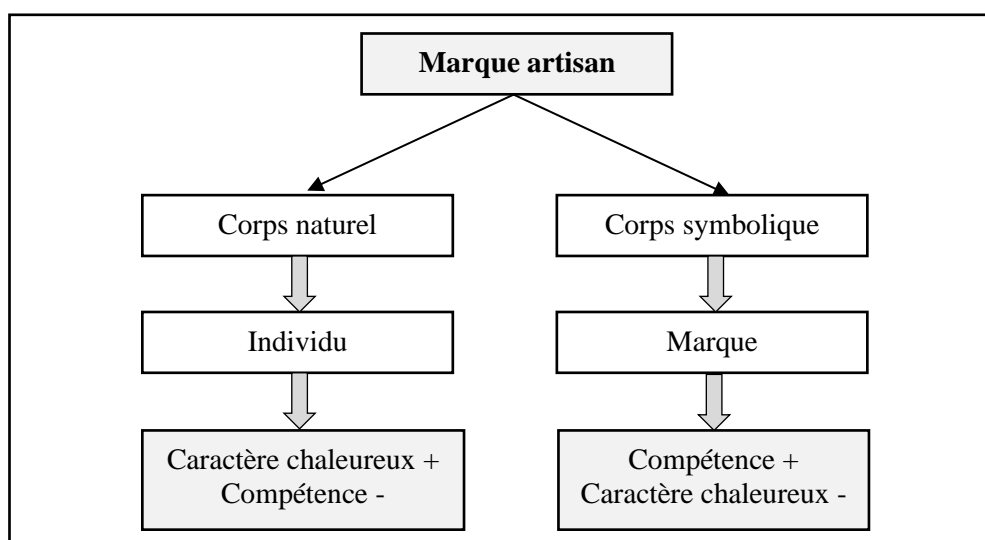 Marque artisan
Corps naturel
Corps symbolique
Individu
Marque
Caractère chaleureux +
Compétence -
Compétence +
Caractère chaleureux -